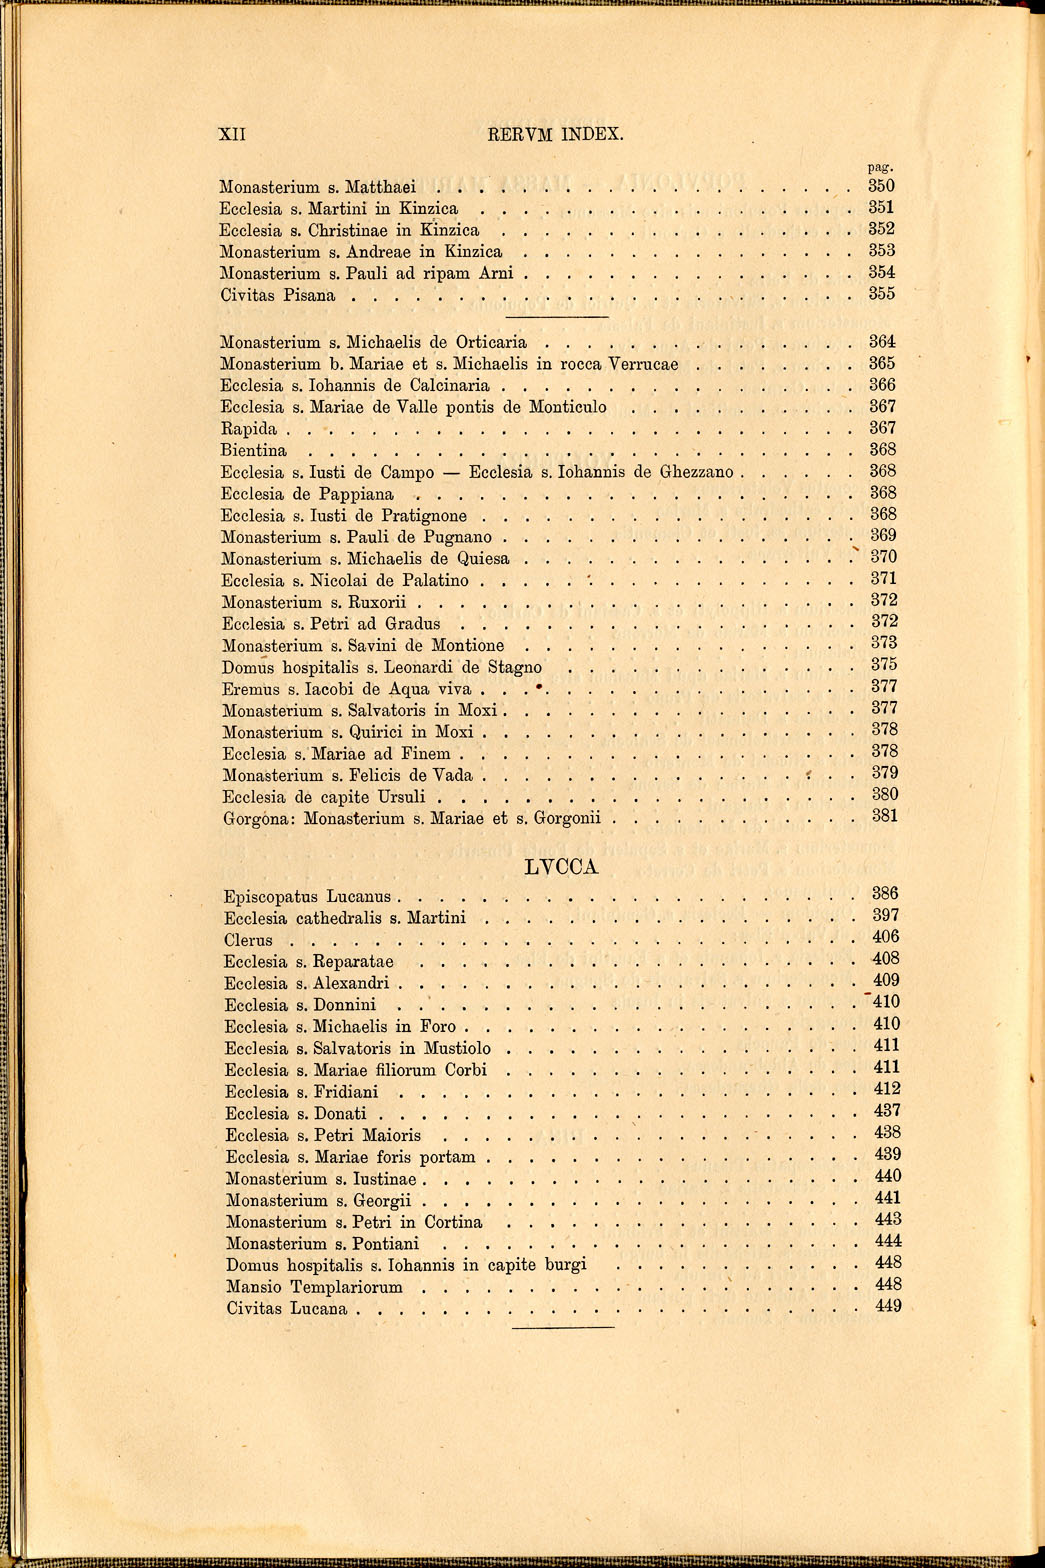 XII RERVM INDEX.
pag.
Monasterium s. Matthaei . . . . . . . . . . . . . . . . . . . 350
Ecclesia s. Martini in Kinzica . . . . . . . . . . . . . . . . . . 351
Ecclesia s. Christinae in Kinzica . . . . . . . . . . . . . . . . . 352
Monasterium s. Andreae in Kinzica . . . . . . . . . . . . . . . . 353
Monasterium s. Pauli ad ripam Arni . . . . . . . . . . . . . . . . 354
Civitas Pisana . . . . . . . . . . . . . . . . . . . . . . . . 355
Monasterium s. Michaelis de Orticaria . . . . . . . . . . . . . . . 364
Monasterium b. Mariae et s. Michaelis in rocca Verrucae . . . . . . . . 365
Ecclesia s. Iohannis de Calcinaria . . . . . . . . . . . . . . . . . 366
Ecclesia s. Mariae de Valle pontis de Monticulo . . . . . . . . . . . 367
Rapida . . . . . . . . . . . . . . . . . . . . . . . . . . . 367
Bientina . . . . . . . . . . . . . . . . . . . . . . . . . . 368
Ecclesia s. Iusti de Campo — Ecclesia s. Iohannis de Ghezzano . . . . . . 368
Ecclesia de Pappiana . . . . . . . . . . . . . . . . . . . . . 368
Ecclesia s. Iusti de Pratignone . . . . . . . . . . . . . . . . . . 368
Monasterium s. Pauli de Pugnano . . . . . . . . . . . . . . . . . 369
Monasterium s. Michaelis de Quiesa . . . . . . . . . . . . . . . . 370
Ecclesia s. Nicolai de Palatino . . . . . . . . . . . . . . . . . . 371
Monasterium s. Ruxorii . . . . . . . . . . . . . . . . . . . . . 372
Ecclesia s. Petri ad Gradus . . . . . . . . . . . . . . . . . . . 372
Monasterium s. Savini de Montione . . . . . . . . . . . . . . . . 373
Domus hospitalis s. Leonardi de Stagno . . . . . . . . . . . . . . 375
Eremus s. Iacobi de Aqua viva . . . . . . . . . . . . . . . . . . 377
Monasterium s. Salvatoris in Moxi . . . . . . . . . . . . . . . . . 377
Monasterium s. Quirici in Moxi . . . . . . . . . . . . . . . . . . 378
Ecclesia s. Mariae ad Finem . . . . . . . . . . . . . . . . . . . 378
Monasterium s. Felicis de Vada . . . . . . . . . . . . . . . . . . 379
Ecclesia de capite Ursuli . . . . . . . . . . . . . . . . . . . . 380
Gorgona: Monasterium s. Mariae et s. Gorgonii . . . . . . . . . . . . 381
LVCCA
Episcopatus Lucanus . . . . . . . . . . . . . . . . . . . . . . 386
Ecclesia cathedralis s. Martini . . . . . . . . . . . . . . . . . . 397
Clerus . . . . . . . . . . . . . . . . . . . . . . . . . . . 406
Ecclesia s. Reparatae . . . . . . . . . . . . . . . . . . . . . 408
Ecclesia s. Alexandri . . . . . . . . . . . . . . . . . . . . . . 409
Ecclesia s. Donnini . . . . . . . . . . . . . . . . . . . . . . 410
Ecclesia s. Michaelis in Foro . . . . . . . . . . . . . . . . . . . 410
Ecclesia s. Salvatoris in Mustiolo . . . . . . . . . . . . . . . . . 411
Ecclesia s. Mariae filiorum Corbi . . . . . . . . . . . . . . . . . 411
Ecclesia s. Fridiani . . . . . . . . . . . . . . . . . . . . . . 412
Ecclesia s. Donati . . . . . . . . . . . . . . . . . . . . . . . 437
Ecclesia s. Petri Maioris . . . . . . . . . . . . . . . . . . . . 438
Ecclesia s. Mariae foris portam . . . . . . . . . . . . . . . . . . 439
Monasterium s. Iustinae . . . . . . . . . . . . . . . . . . . . . 440
Monasterium s. Georgii . . . . . . . . . . . . . . . . . . . . . 441
Monasterium s. Petri in Cortina . . . . . . . . . . . . . . . . . 443
Monasterium s. Pontiani . . . . . . . . . . . . . . . . . . . . 444
Domus hospitalis s. Iohannis in capite burgi . . . . . . . . . . . . 448
Mansio Templariorum . . . . . . . . . . . . . . . . . . . . . 448
Civitas Lucana . . . . . . . . . . . . . . . . . . . . . . . . 449